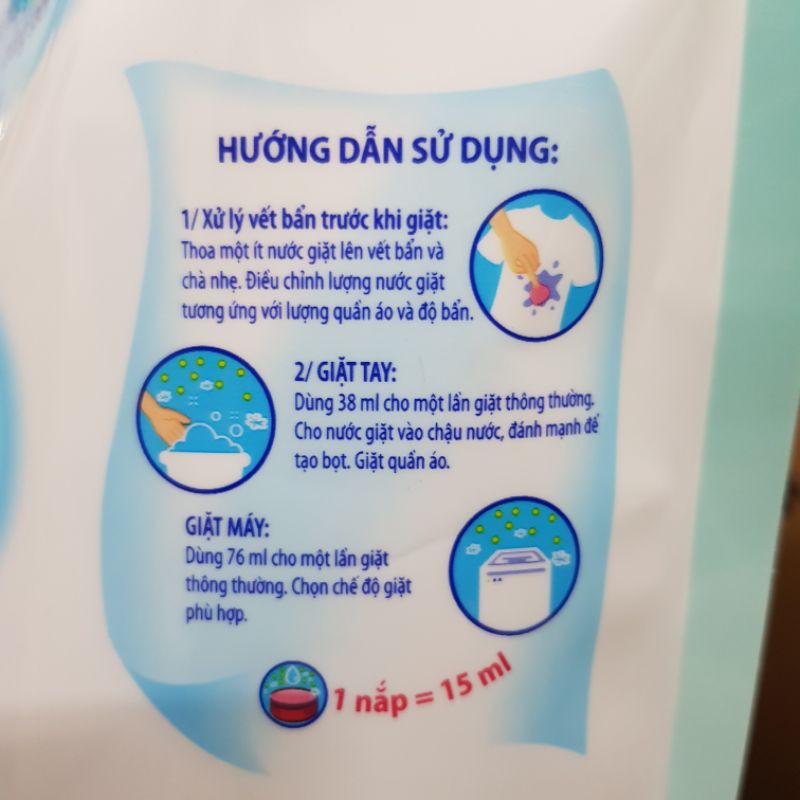 HƯỚNG DẪN SỬ DỤNG:
1/ Xử lý vết bẩn trước khi giặt:
Thoa một ít nước giặt lên vết bẩn và
chà nhẹ. Điều chỉnh lượng nước giặt
tương ứng với lượng quần áo và độ bẩn.
2/ GIẶT TAY:
Dùng 38 ml cho một lần giặt thông thường.
Cho nước giặt vào chậu nước, đánh mạnh để
tạo bọt. Giặt quần áo.
GIẶT MÁY:
Dùng 76 ml cho một lần giặt
thông thường. Chọn chế độ giặt
phù hợp.
1 nắp = 15 ml